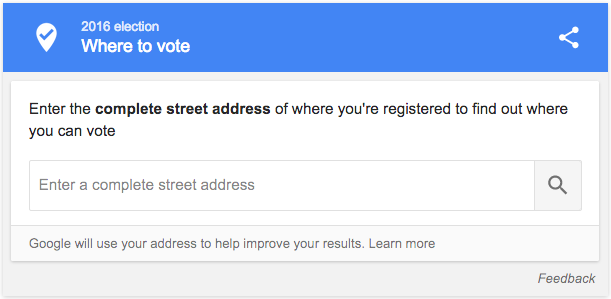 2016 election
Where to vote
Enter the complete street address of where you're registered to find out where
you can vote
Enter a complete street address
Google will use your address to help improve your results. Learn more
Feedback